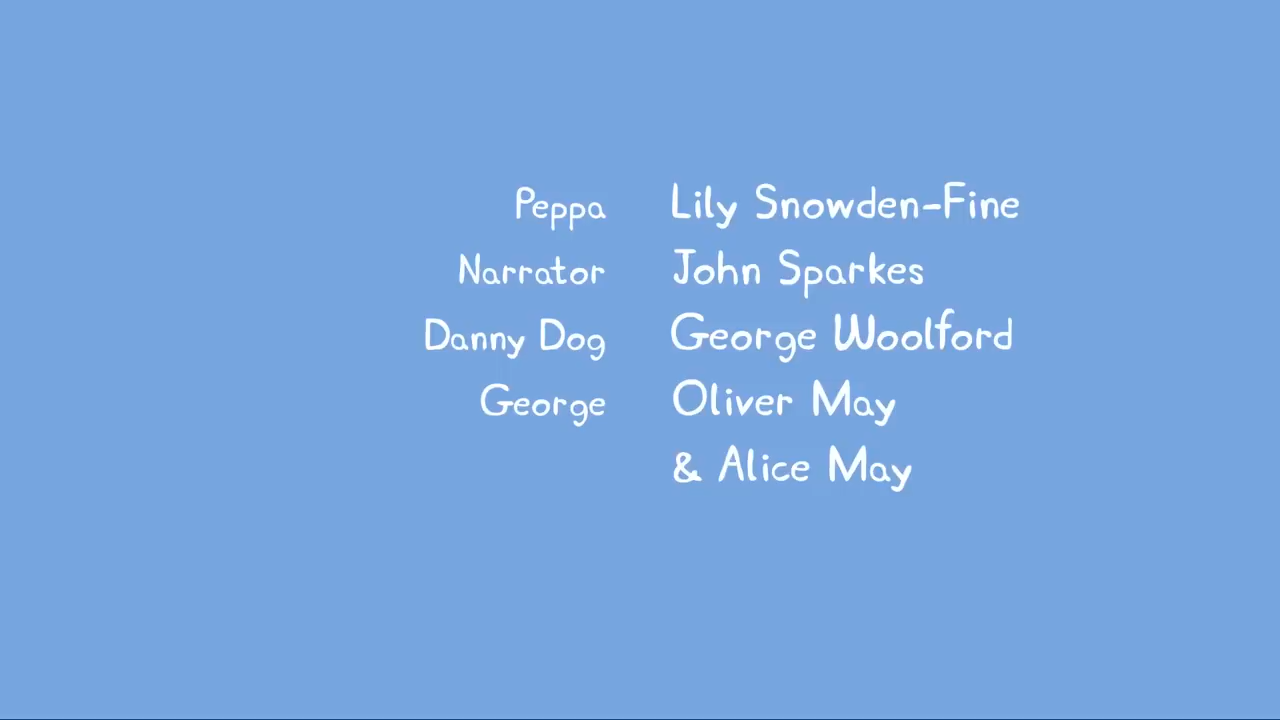 Peppa Lily Snowden-Fine
Narrator John Sparkes
Danny Dog George Woolford
George Oliver May
& Alice May